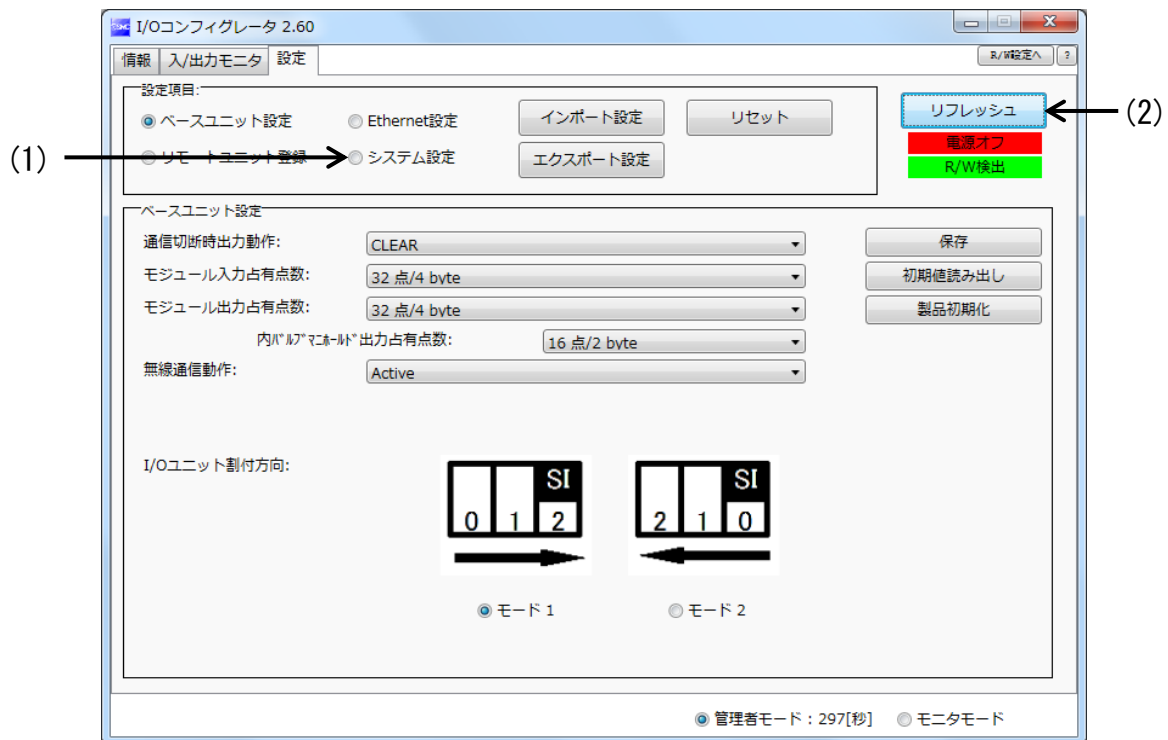 I/Oコンフィグレータ 2.60
情報 入/出力モニタ 設定 R/W設定へ ?
設定項目:
ベースユニット設定 Ethernet設定 インポート設定 リセット リフレッシュ (2)
(1) リモートユニット登録 システム設定 エクスポート設定 電源オフ
R/W検出
ベースユニット設定
通信切断時出力動作: CLEAR 保存
モジュール入力占有点数: 32 点/4 byte 初期値読み出し
モジュール出力占有点数: 32 点/4 byte 製品初期化
内ﾊﾞﾙﾌﾞﾏﾆﾎｰﾙﾄﾞ出力占有点数: 16 点/2 byte
無線通信動作: Active
I/Oユニット割付方向:
SI SI
0 1 2 2 1 0
モード 1 モード 2
管理者モード：297[秒] モニタモード